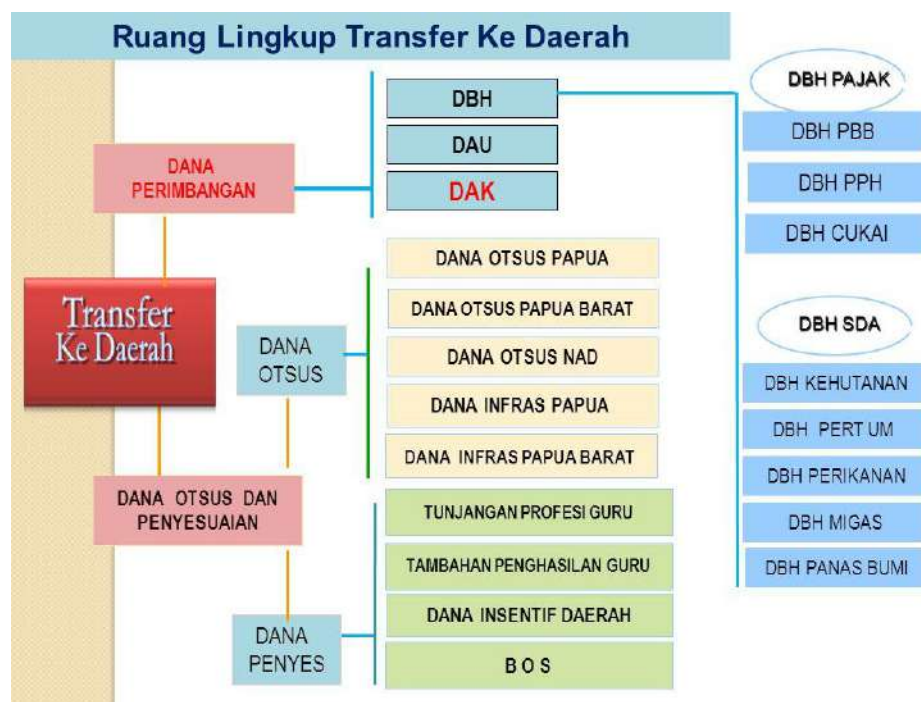 Ruang Lingkup Transfer Ke Daerah
DANA
PERIMBANGAN
DBH
DAU
DAK
DBH PAJAK
DBH PBB
DBH PPH
DBH CUKAI
Transfer
Ke Daerah
DANA
OTSUS
DANA OTSUS PAPUA
DANA OTSUS PAPUA BARAT
DANA OTSUS NAD
DANA INFRAS PAPUA
DANA INFRAS PAPUA BARAT
DBH SDA
DBH KEHUTANAN
DBH PERT UM
DBH PERIKANAN
DBH MIGAS
DBH PANAS BUMI
DANA OTSUS DAN
PENYESUAIAN
DANA
PENYES
TUNJANGAN PROFESI GURU
TAMBAHAN PENGHASILAN GURU
DANA INSENTIF DAERAH
B O S